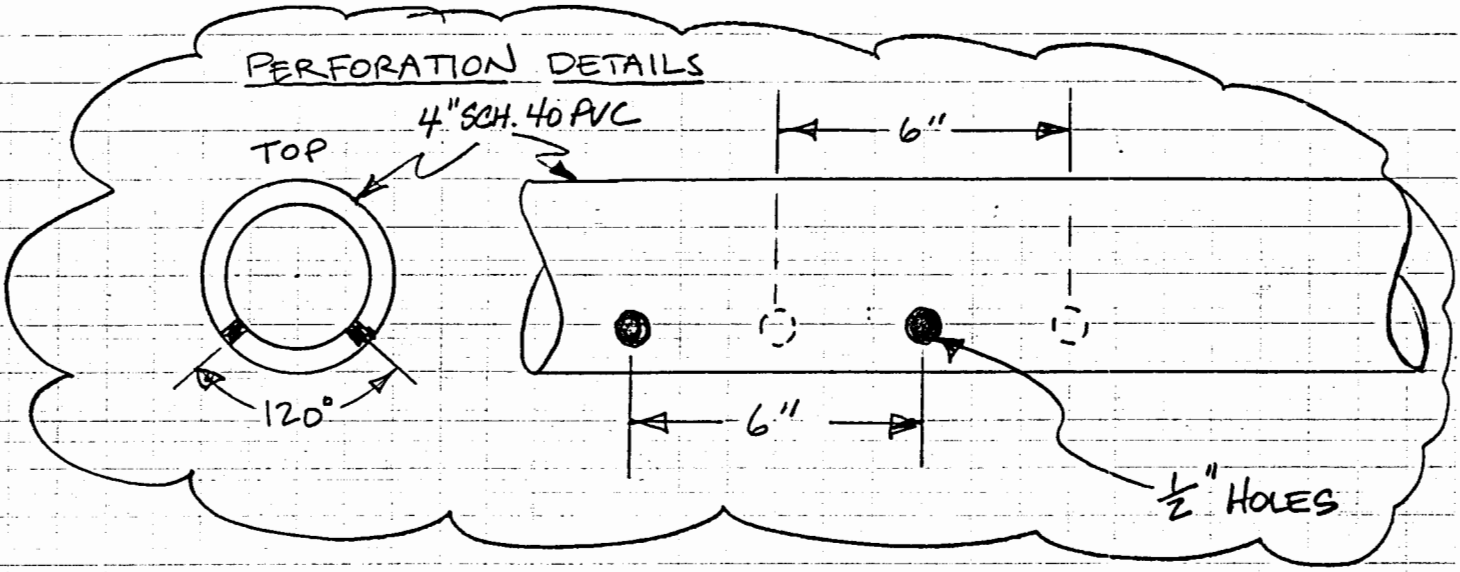 PERFORATION DETAILS
4" SCH. 40 PVC
TOP
6"
120°
6"
1/2" HOLES